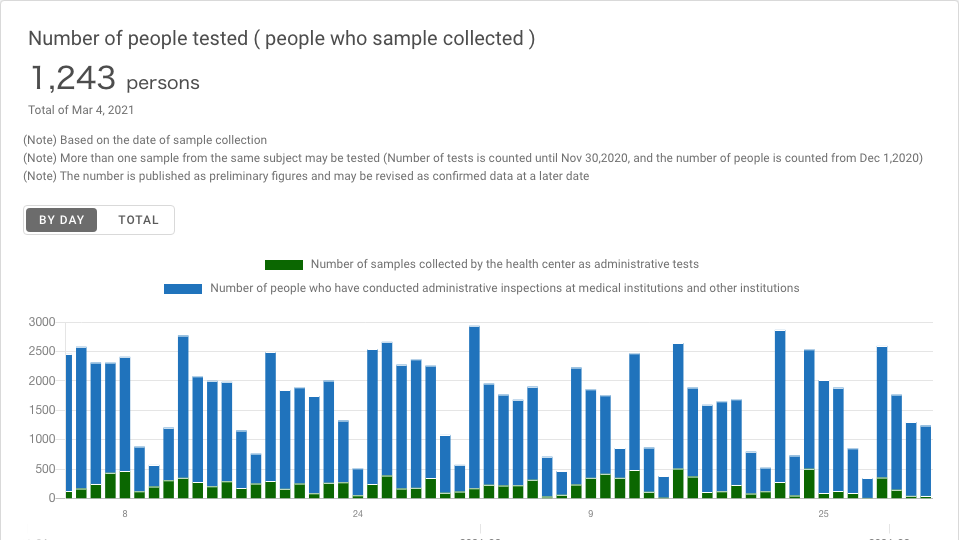 Number of people tested ( people who sample collected )
1,243 persons
Total of Mar 4, 2021
(Note) Based on the date of sample collection
(Note) More than one sample from the same subject may be tested (Number of tests is counted until Nov 30,2020, and the number of people is counted from Dec 1,2020)
(Note) The number is published as preliminary figures and may be revised as confirmed data at a later date
BY DAY TOTAL
Number of samples collected by the health center as administrative tests
Number of people who have conducted administrative inspections at medical institutions and other institutions
3000
2500
2000
1500
1000
500
0
8 24 9 25